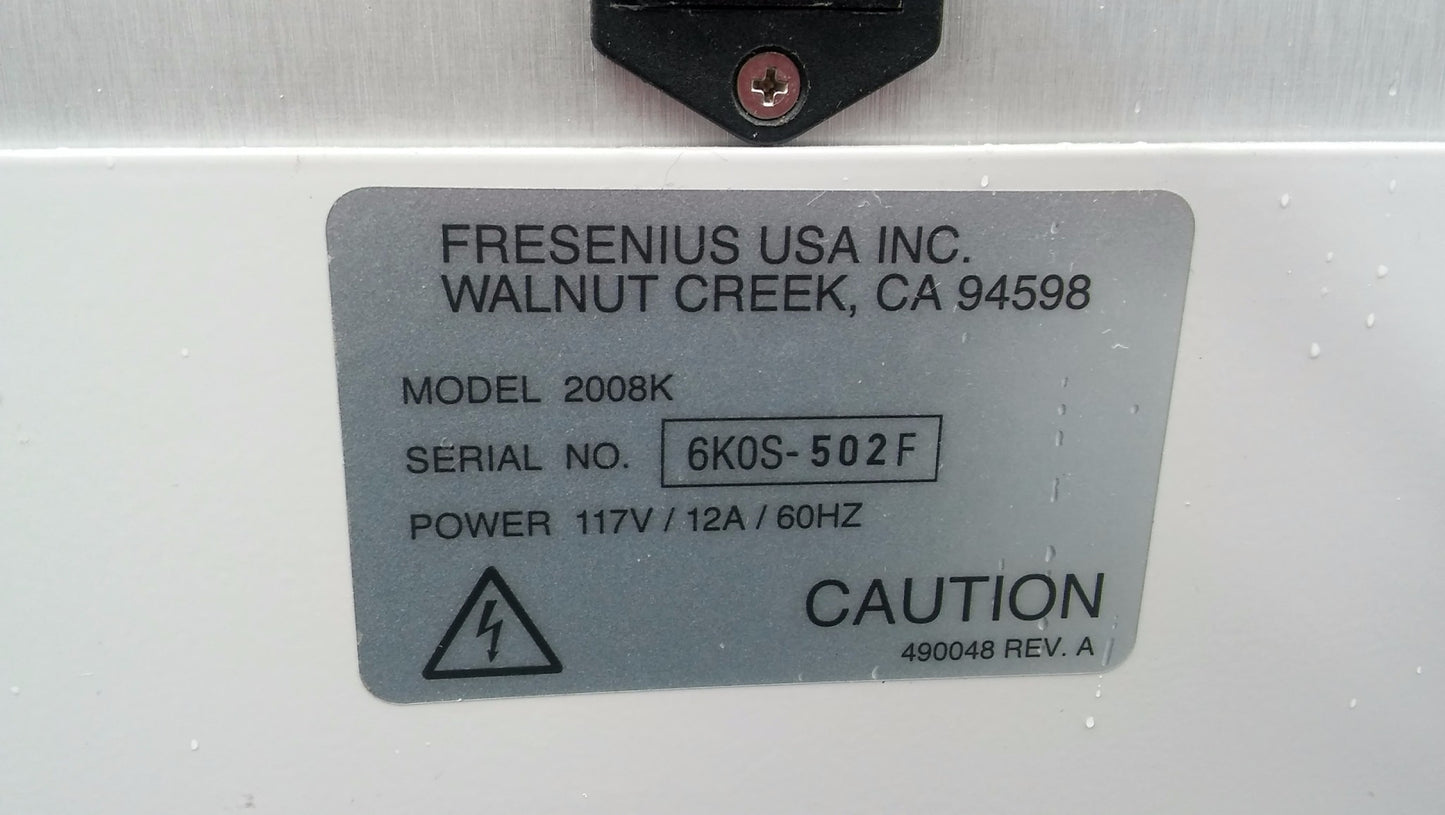 FRESENIUS USA INC.
WALNUT CREEK, CA 94598
MODEL 2008K
SERIAL NO. 6K0S-502F
POWER 117V / 12A / 60HZ
CAUTION
490048 REV. A